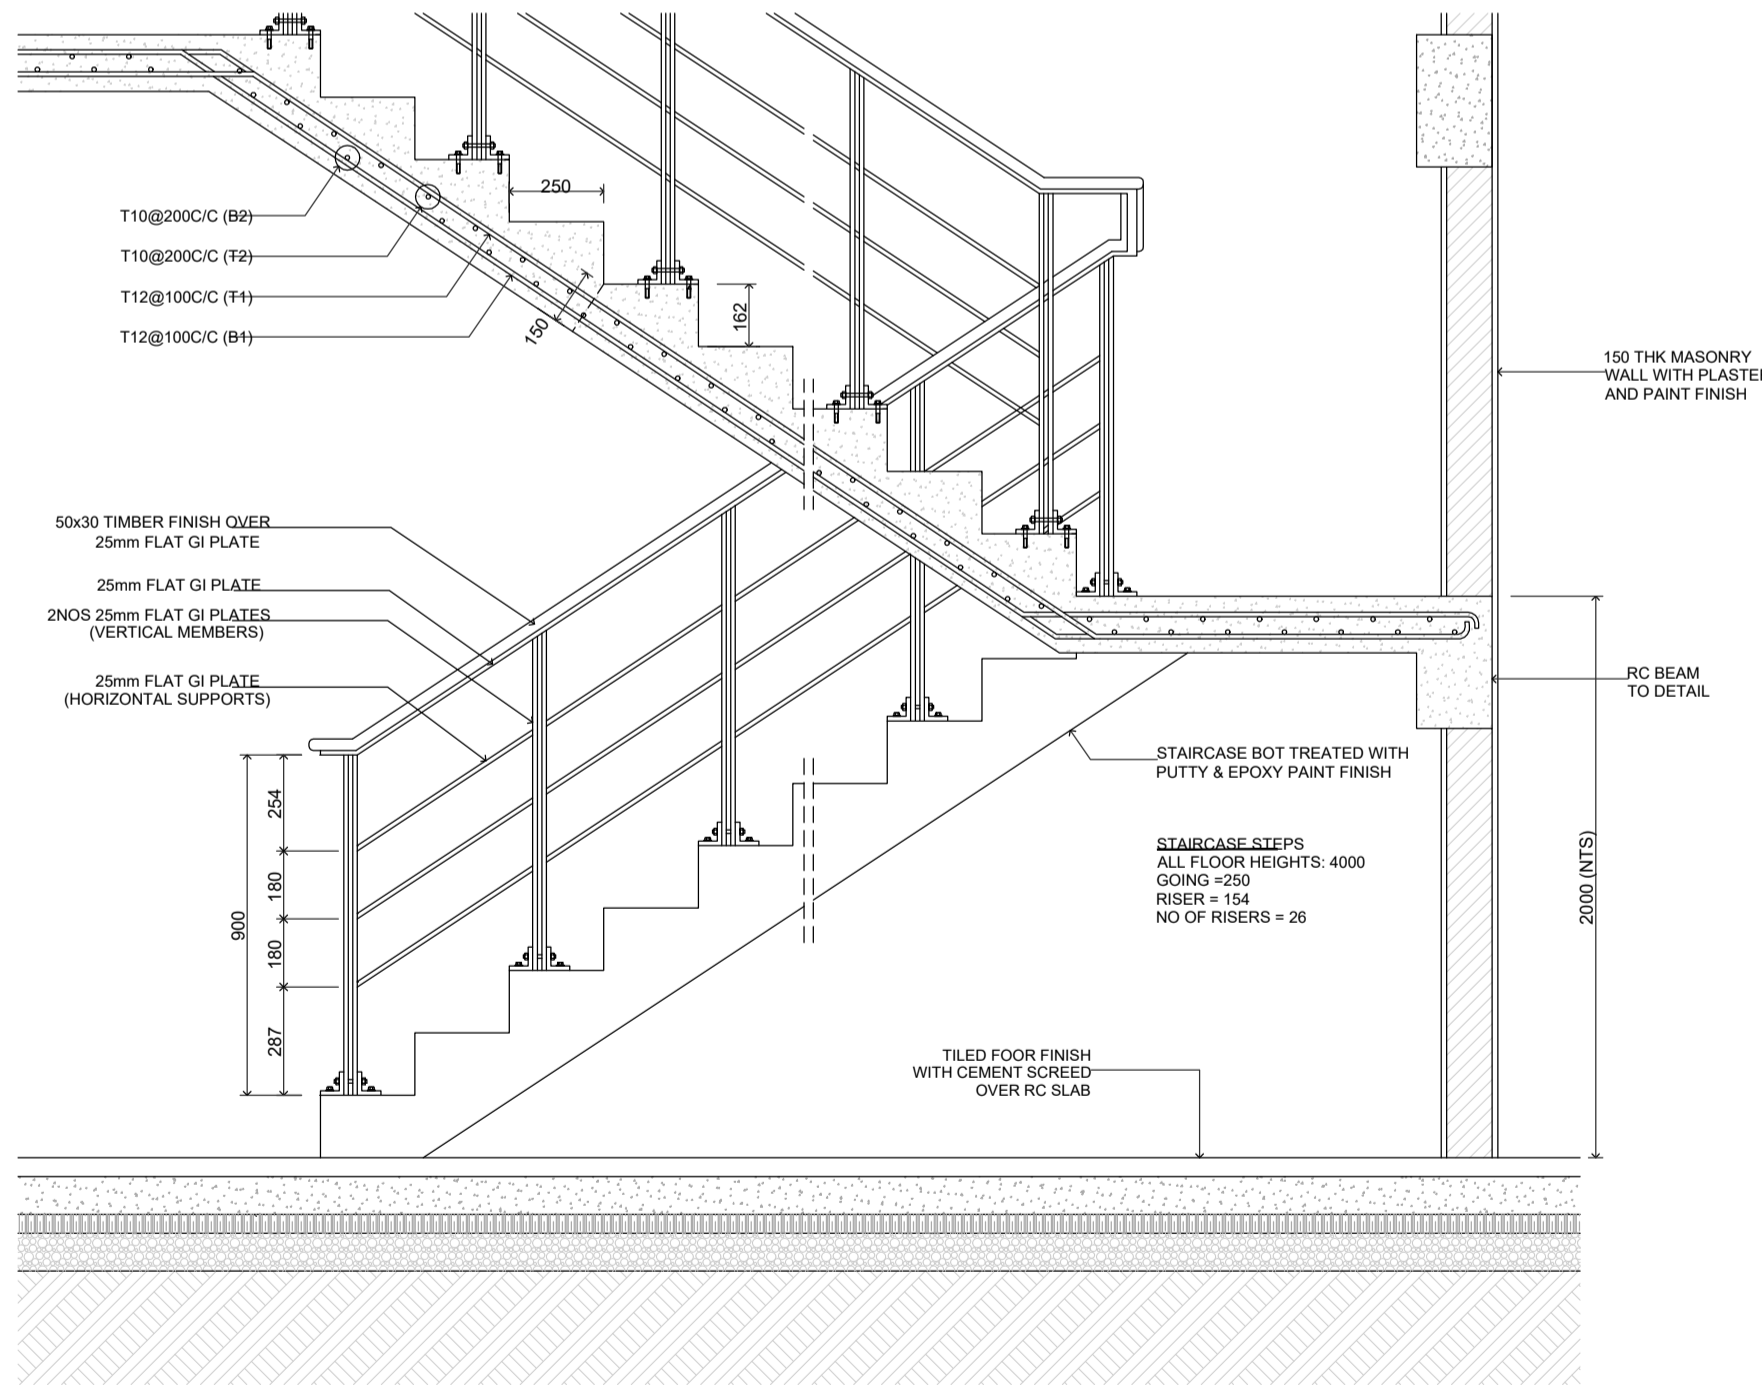 250
T10@200C/C (B2)
T10@200C/C (T2)
T12@100C/C (T1)
T12@100C/C (B1)
150
162
150 THK MASONRY
WALL WITH PLASTE
AND PAINT FINISH
50x30 TIMBER FINISH OVER
25mm FLAT GI PLATE
25mm FLAT GI PLATE
2NOS 25mm FLAT GI PLATES
(VERTICAL MEMBERS)
25mm FLAT GI PLATE
(HORIZONTAL SUPPORTS)
RC BEAM
TO DETAIL
STAIRCASE BOT TREATED WITH
PUTTY & EPOXY PAINT FINISH
254
180
180
287
900
STAIRCASE STEPS
ALL FLOOR HEIGHTS: 4000
GOING =250
RISER = 154
NO OF RISERS = 26
2000 (NTS)
TILED FOOR FINISH
WITH CEMENT SCREED
OVER RC SLAB